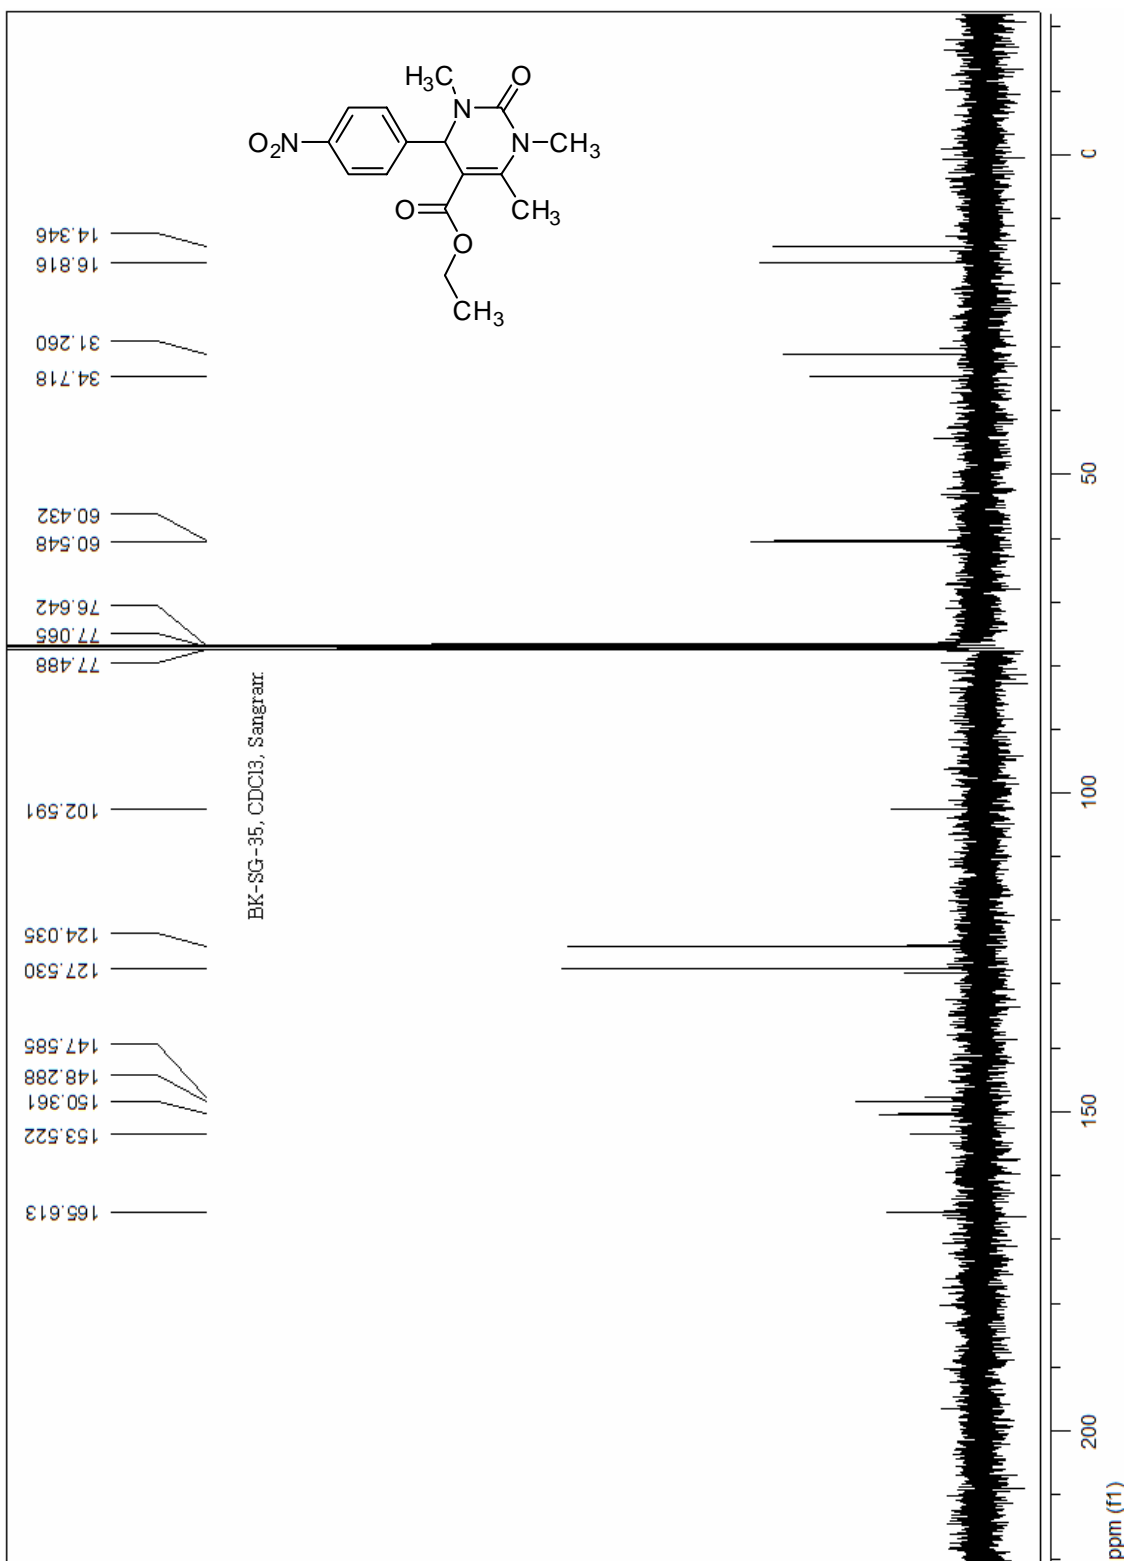 H3C
O
N
O2N
N
CH3
O
CH3
O
CH3
14.346
16.816
31.260
34.718
60.432
60.548
76.642
77.065
77.488
102.591
124.035
127.530
147.585
148.288
150.361
153.522
165.613
BK-SG-35, CDCl3, Sangram
0
50
100
150
200
ppm (f1)